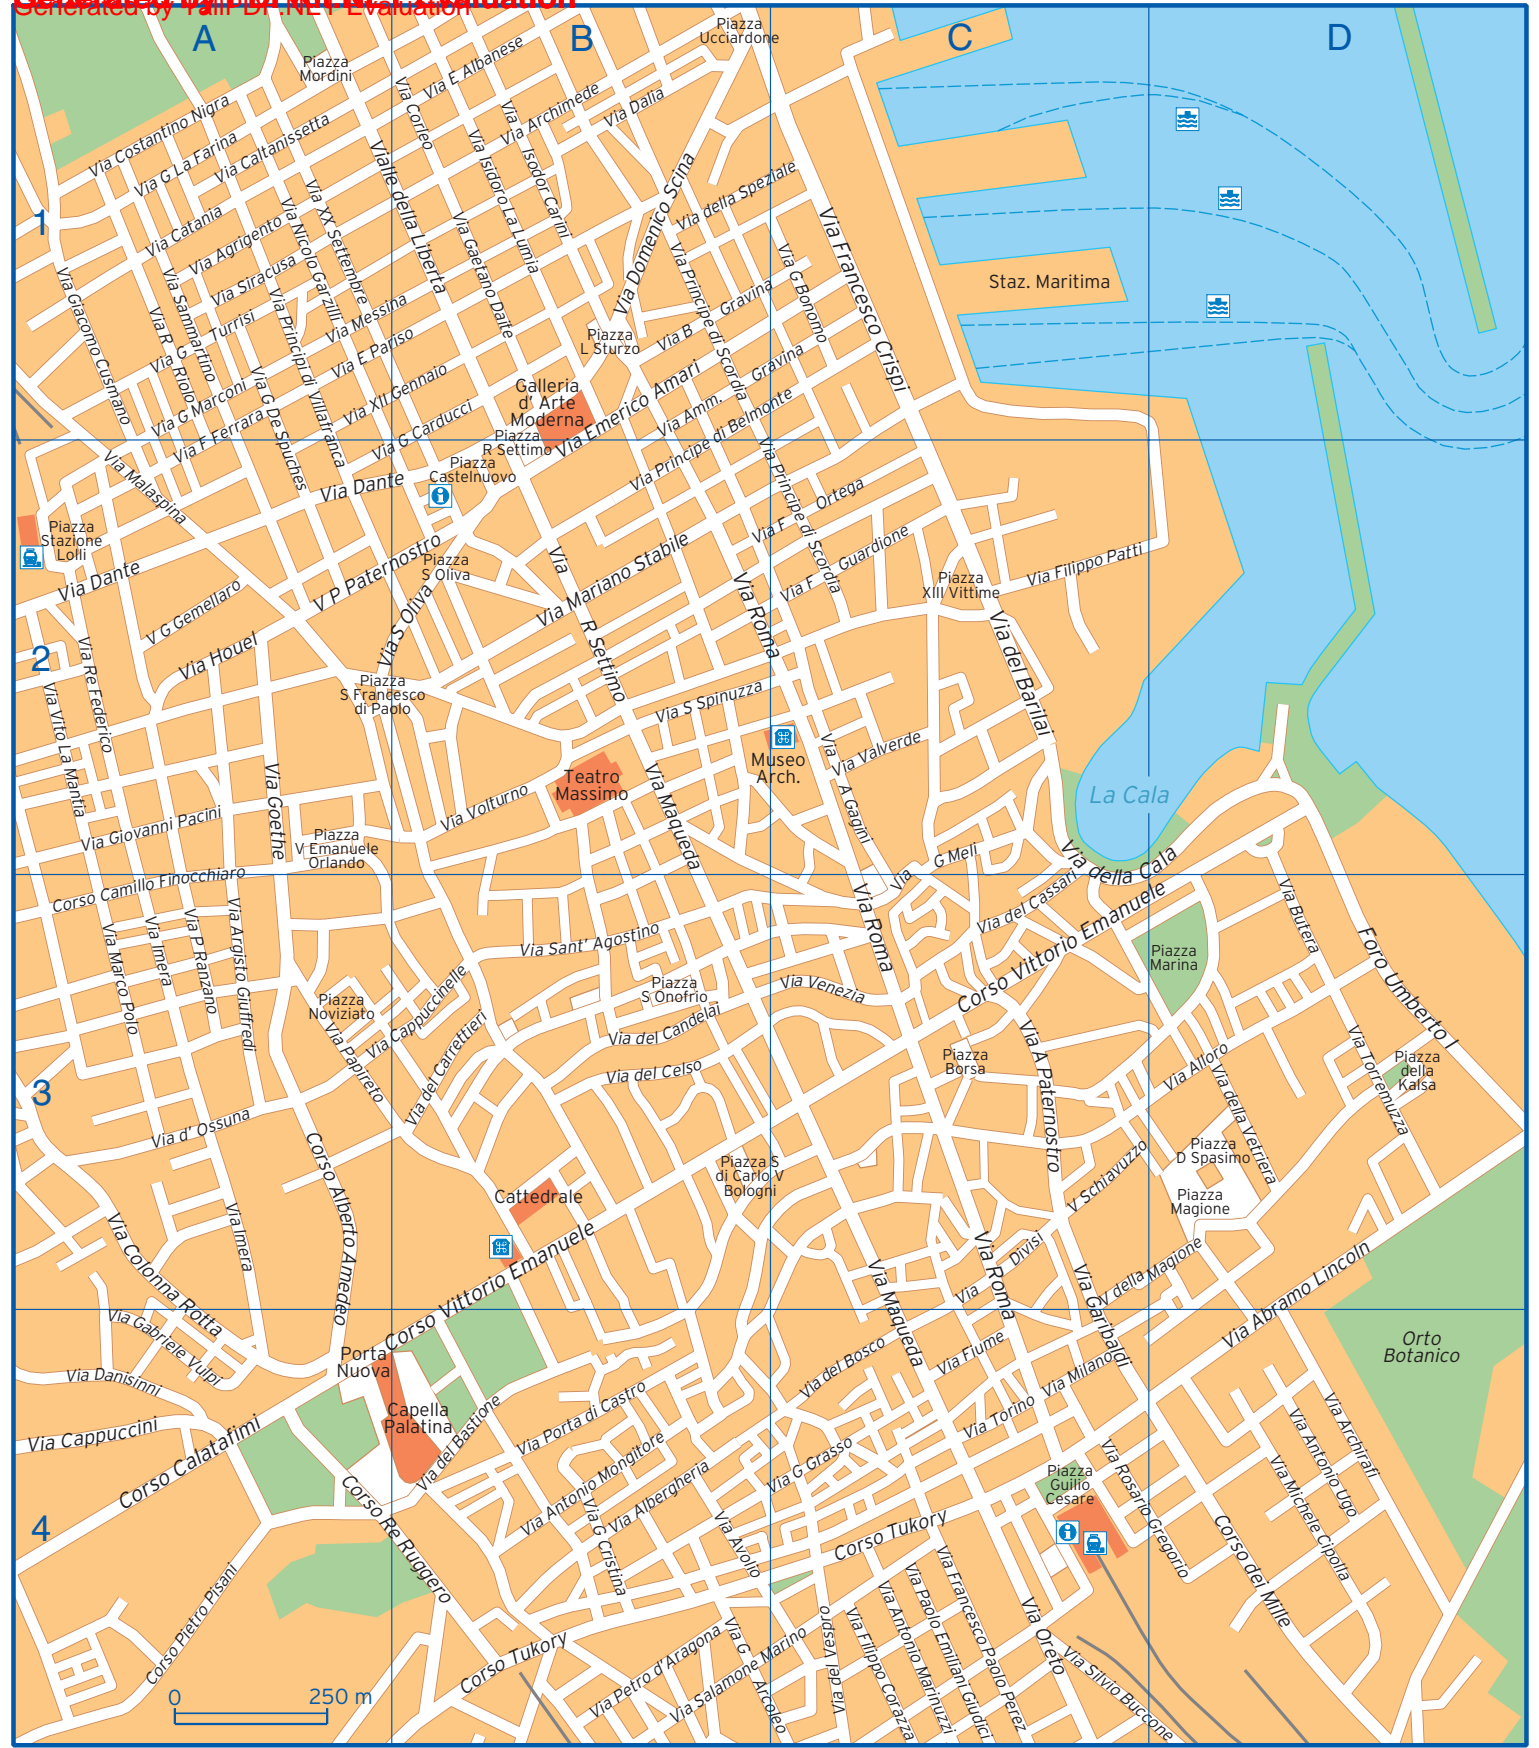 A
B
C
D
1
2
3
4
Piazza
Ucciardone
Piazza
Mordini
Via E Albanese
Via Corleo
Via Archimede
Via Dalia
Via Costantino Nigra
Via G La Farina
Via Caltanissetta
Via Isidoro La Lumia
Via Isodor Carini
Vialle della Liberta
Via Domenico Scina
Via della Speziale
Via Catania
Via Agrigento
Via Nicolo Garzilli
Via XX Settembre
Via Gaetano Daite
Via Francesco Crispi
Via Siracusa
Via Giacomo Cusmano
Via Sammartino
Via R Riolo
Via G Turrisi
Via Principi di Villafranca
Via Messina
Via E Pariso
Via Principe di Scordia
Via B Gravina
Via G Bonomo
Staz. Maritima
Piazza
L Sturzo
Via G De Spuches
Via G Marconi
Via XII Gennaio
Galleria
d' Arte
Moderna
Via Emerico Amari
Via Amm. Gravina
Via F Ferrara
Via G Carducci
Piazza
R Settimo
Via Principe di Belmonte
Piazza
Castelnuovo
Via Malaspina
Via Dante
Via Principe di Scordia
Via F Ortega
Piazza
Stazione
Lolli
V P Paternostro
Piazza
S Oliva
Via Mariano Stabile
Via F Guardione
Piazza
XIII Vittime
Via Filippo Patti
Via Dante
V G Gemellaro
Via S Oliva
Via R Settimo
Via Roma
Via Houel
Via Re Federico
Via Vito La Mantia
Piazza
S Francesco
di Paolo
Via S Spinuzza
Via del Barilai
Via Valverde
Museo
Arch.
Via A Gagini
Teatro
Massimo
Via Maqueda
Via Goethe
Via Volturno
La Cala
Via Giovanni Pacini
Piazza
V Emanuele
Orlando
Via G Meli
Via della Cala
Corso Camillo Finocchiaro
Via del Cassari
Via Roma
Via Butera
Via Marco Polo
Via Imera
Via P Ranzano
Via Argisto Giuffredi
Via Sant' Agostino
Corso Vittorio Emanuele
Piazza
Marina
Foro Umberto I
Piazza
Noviziato
Via Cappuccinelle
Piazza
S Onofrio
Via Venezia
Via Papireto
Via del Carrettieri
Via del Candelai
Via del Celso
Piazza
Borsa
Via A Paternostro
Via Alloro
Via della Vetriera
Via Torremuzza
Piazza
della
Kalsa
Via d' Ossuna
Corso Alberto Amedeo
Piazza S
di Carlo V
Bologni
V Schiavuzzo
Piazza
D Spasimo
Cattedrale
Piazza
Magione
Via Colonna Rotta
Via Imera
Corso Vittorio Emanuele
Via Maqueda
Via Roma
Via Divisi
Via Garibaldi
V della Magione
Via Abramo Lincoln
Via Gabriele Vulpi
Via Danisinni
Porta
Nuova
Via del Bosco
Via Fiume
Via Milano
Orto
Botanico
Via Cappuccini
Corso Calatafimi
Capella
Palatina
Via del Bastione
Via Porta di Castro
Via Torino
Via Antonio Mongitore
Via Albergheria
Via G Grasso
Piazza
Guilio
Cesare
Via Rosario Gregorio
Via Archirafi
Via Antonio Ugo
Via Michele Cipolla
Corso Re Ruggero
Via G Cristina
Via Avolio
Corso Tukory
Corso dei Mille
Corso Pietro Pisani
Corso Tukory
Via Petro d'Aragona
Via Salamone Marino
Via G Arcoleo
Via del Vespro
Via Filippo Corazza
Via Antonio Marinuzzi
Via Paolo Emiliani Giudici
Via Francesco Paolo Perez
Via Oreto
Via Silvio Buccone
0 250 m